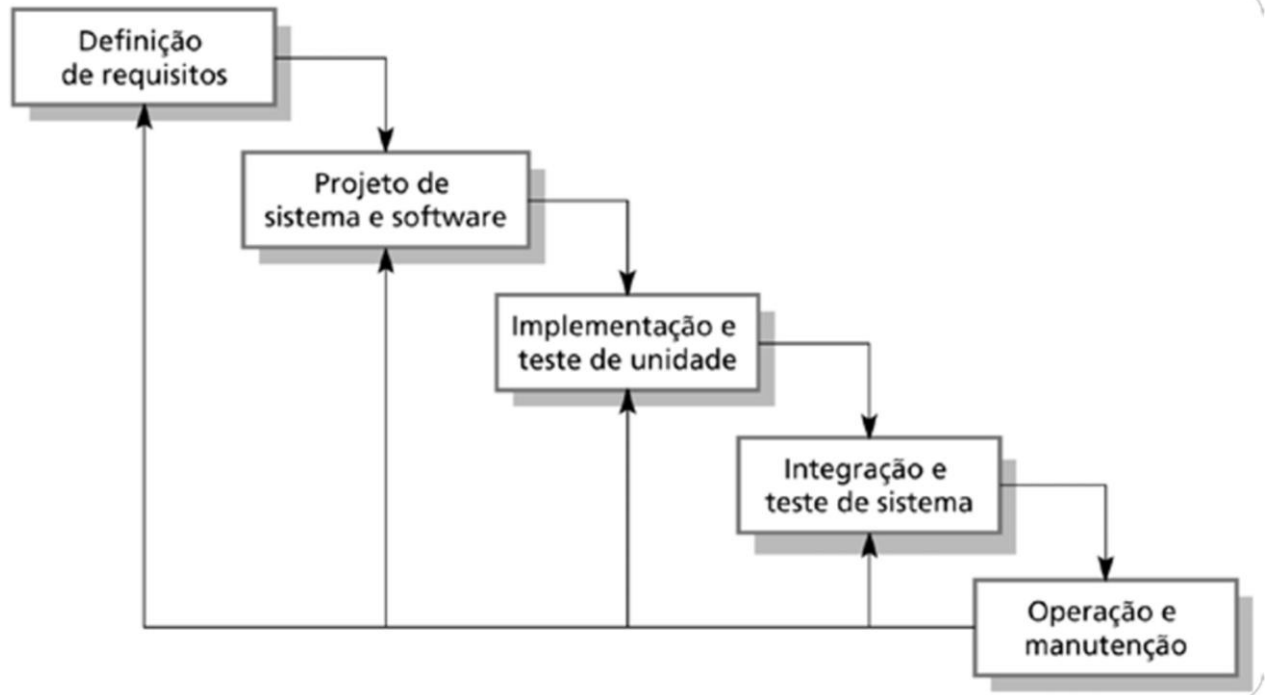 Definição
de requisitos
Projeto de
sistema e software
Implementação e
teste de unidade
Integração e
teste de sistema
Operação e
manutenção